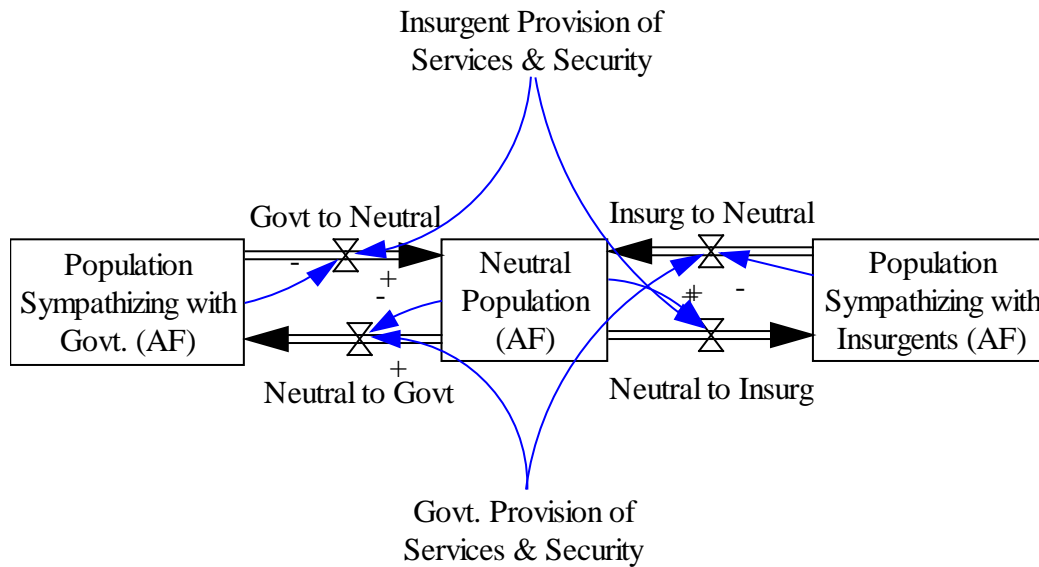 Insurgent Provision of
Services & Security
Govt to Neutral
Insurg to Neutral
Population
Sympathizing with
Govt. (AF)
Neutral
Population
(AF)
Population
Sympathizing with
Insurgents (AF)
-
+
-
+
+
+
-
Neutral to Govt
Neutral to Insurg
Govt. Provision of
Services & Security